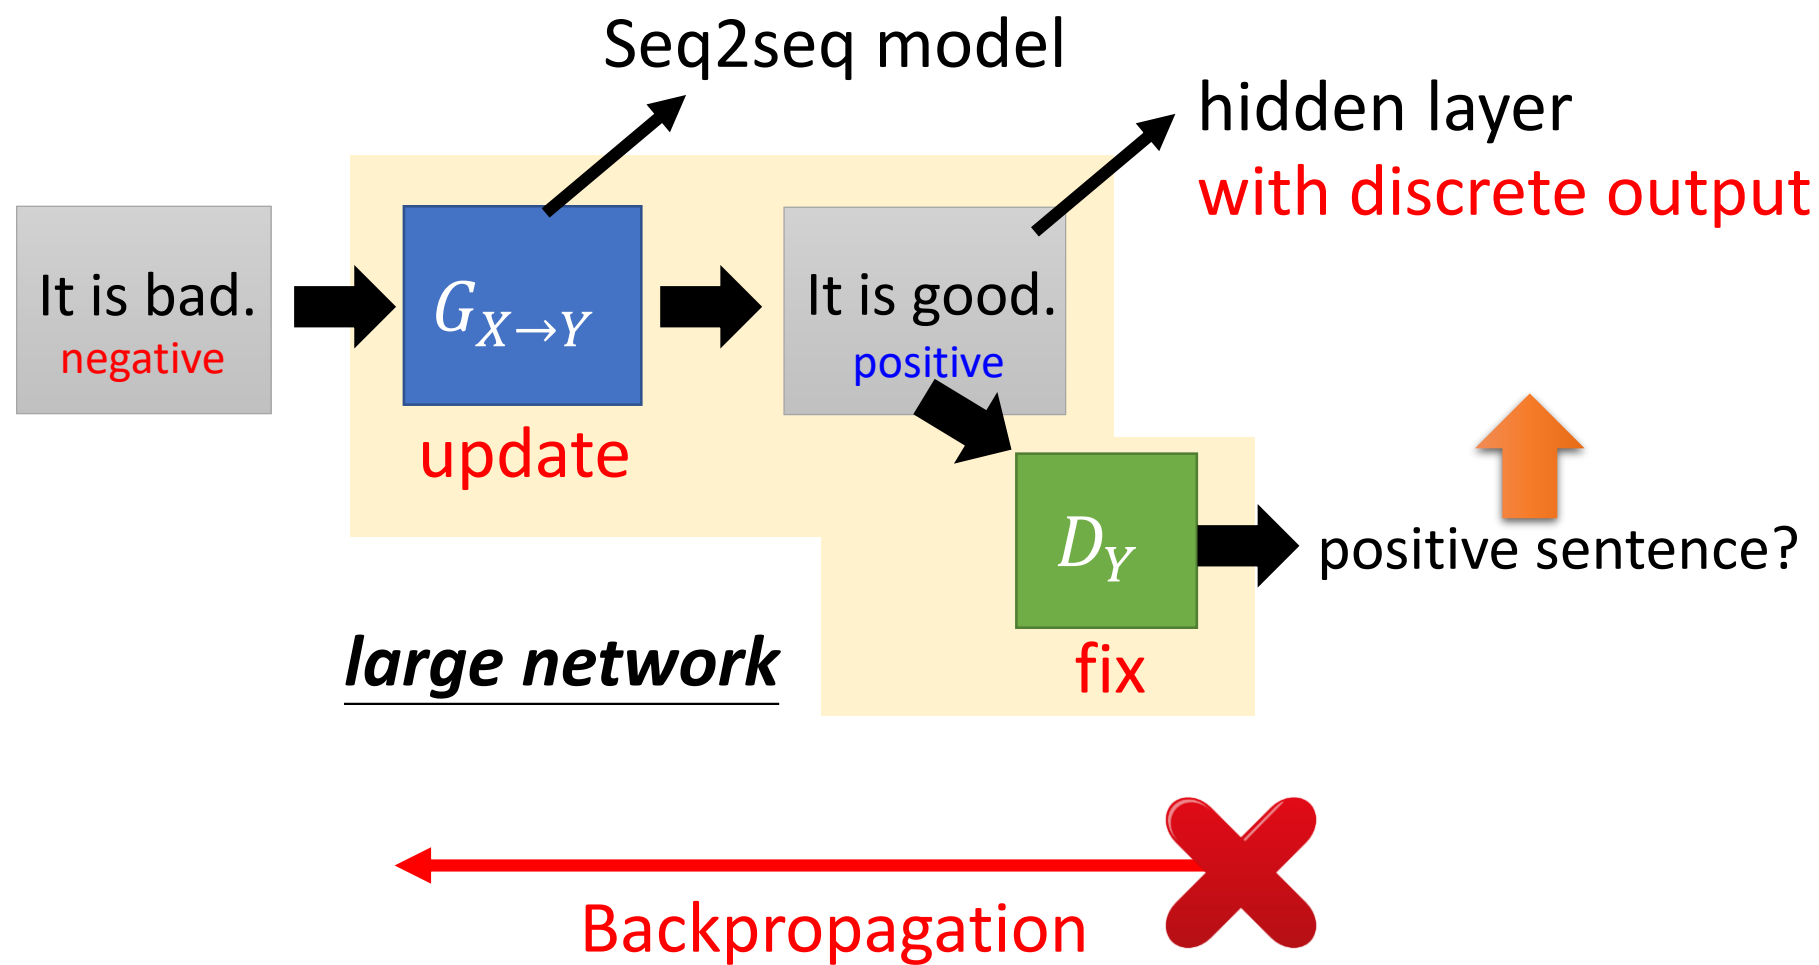 Seq2seq model
hidden layer
with discrete output
It is bad.
negative
G_{X→Y}
It is good.
positive
update
D_Y
positive sentence?
fix
large network
Backpropagation